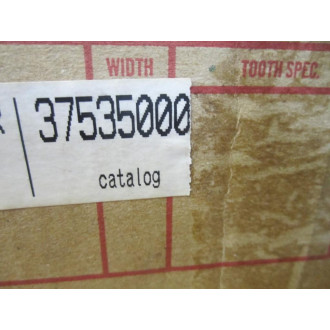 WIDTH TOOTH SPEC.
37535000
catalog